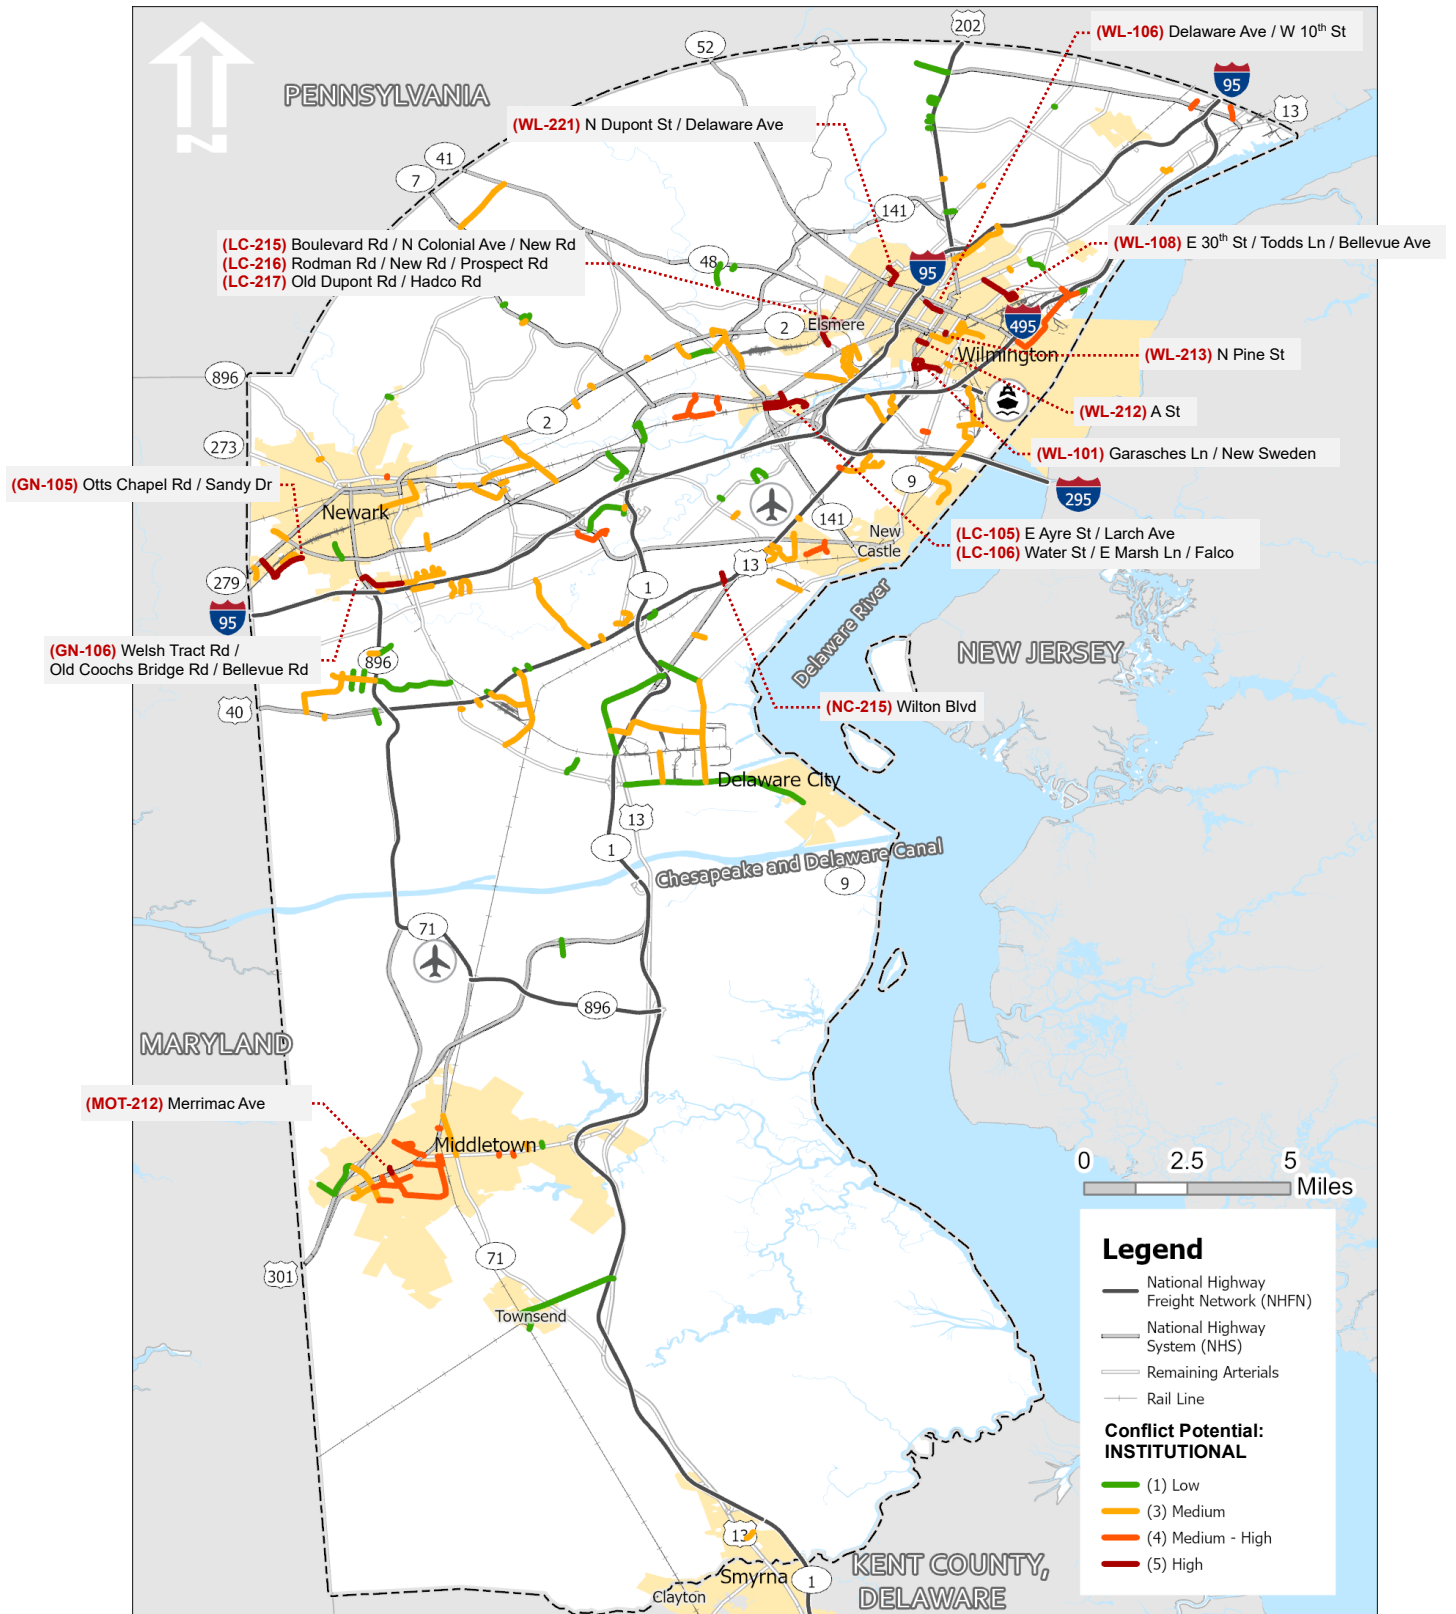 202
(WL-106) Delaware Ave / W 10th St
52
95
13
PENNSYLVANIA
N
(WL-221) N Dupont St / Delaware Ave
41
7
141
(LC-215) Boulevard Rd / N Colonial Ave / New Rd
(LC-216) Rodman Rd / New Rd / Prospect Rd
(LC-217) Old Dupont Rd / Hadco Rd
48
95
(WL-108) E 30th St / Todds Ln / Bellevue Ave
2
Elsmere
495
Wilmington
(WL-213) N Pine St
896
(WL-212) A St
2
273
(WL-101) Garasches Ln / New Sweden
(GN-105) Otts Chapel Rd / Sandy Dr
9
295
Newark
141
New
Castle
(LC-105) E Ayre St / Larch Ave
(LC-106) Water St / E Marsh Ln / Falco
13
279
1
95
Delaware River
(GN-106) Welsh Tract Rd /
Old Coochs Bridge Rd / Bellevue Rd
896
NEW JERSEY
40
(NC-215) Wilton Blvd
Delaware City
13
1
Chesapeake and Delaware Canal
9
71
896
MARYLAND
(MOT-212) Merrimac Ave
Middletown
0 2.5 5
Miles
71
301
Townsend
Legend
National Highway
Freight Network (NHFN)
National Highway
System (NHS)
Remaining Arterials
Rail Line
Conflict Potential:
INSTITUTIONAL
(1) Low
(3) Medium
(4) Medium - High
(5) High
13
Smyrna
1
Clayton
KENT COUNTY,
DELAWARE